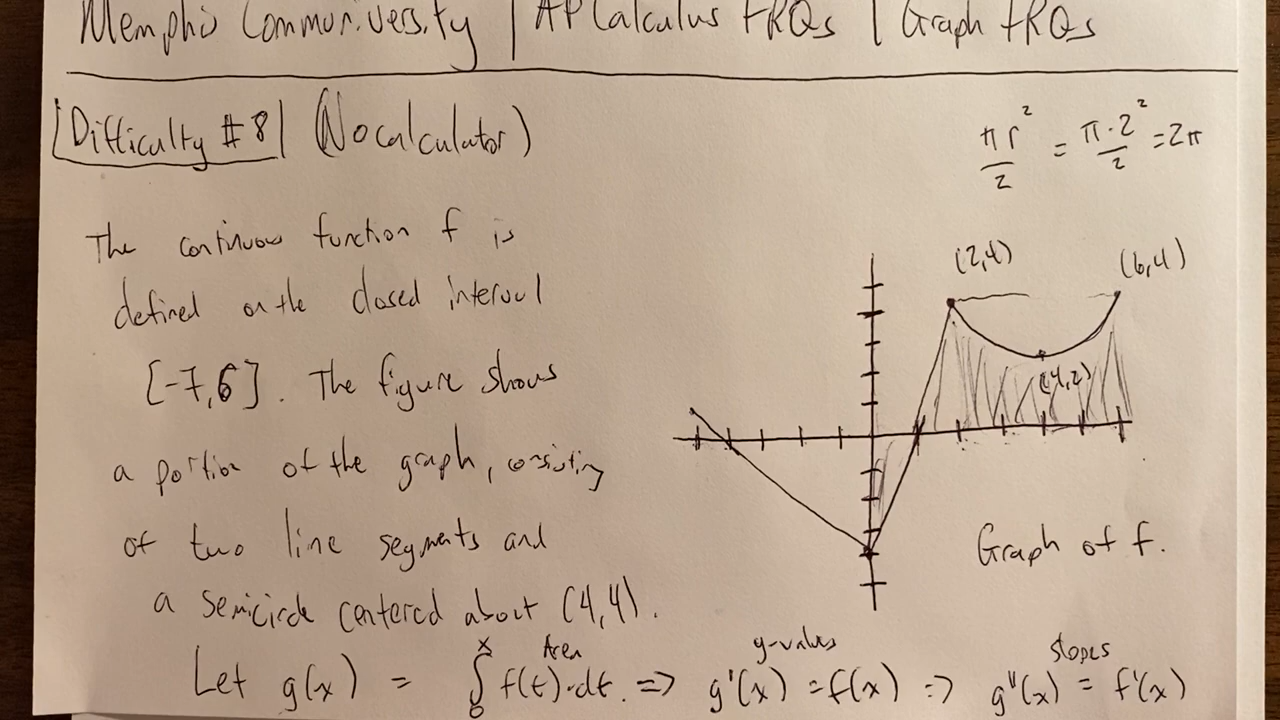 Memphis Communiversity | AP Calculus FRQs | Graph FRQs
Difficulty #8 (No calculator)
πr²/2 = π·2²/2 = 2π
The continuous function f is
defined on the closed interval
[-7,6]. The figure shows
a portion of the graph, consisting
of two line segments and
a semicircle centered about (4,4).
(2,4) (6,4)
(4,2)
Graph of f.
Area y-values slopes
Let g(x) = ∫₀ˣ f(t)·dt. => g'(x) = f(x) => g''(x) = f'(x)